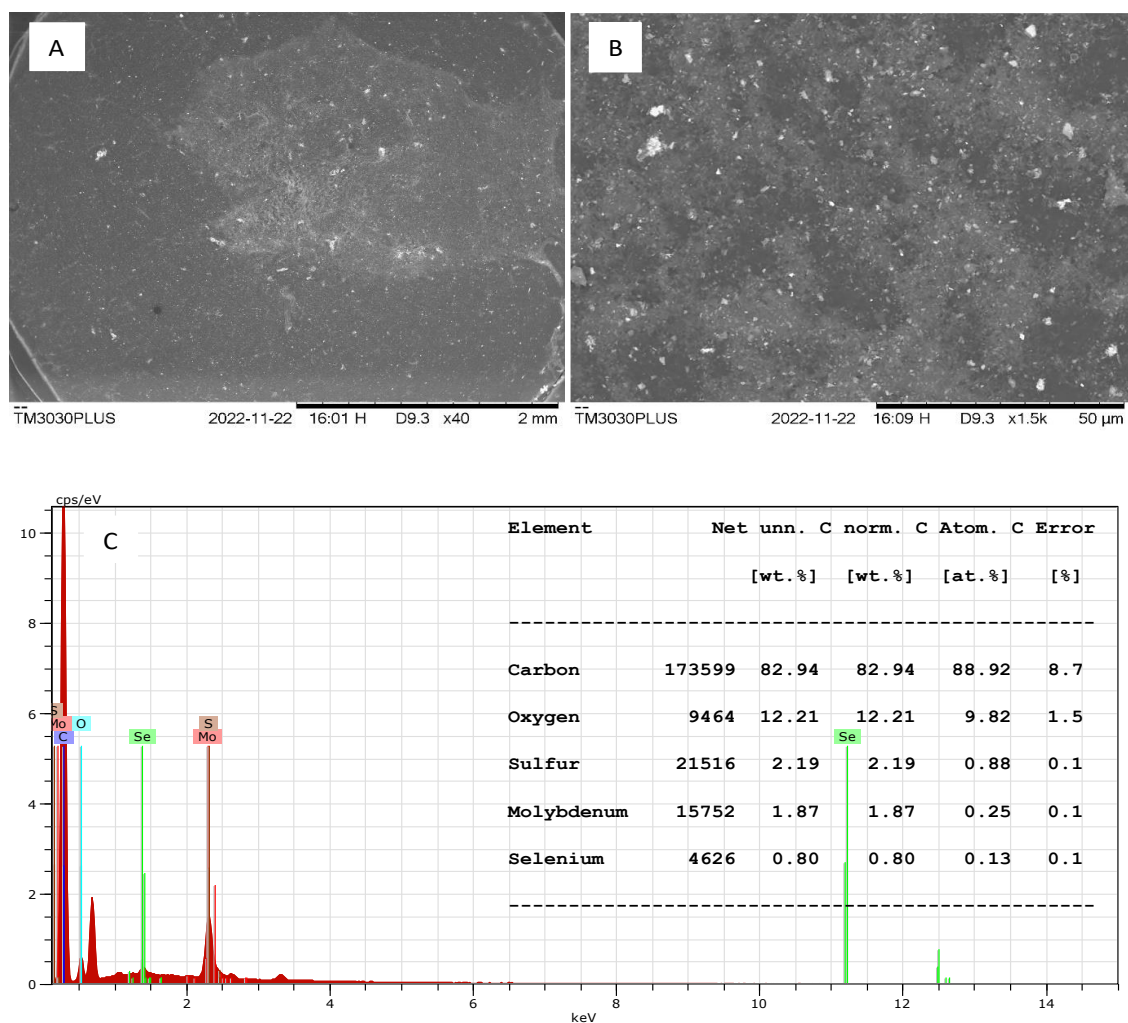 A
B
TM3030PLUS 2022-11-22 16:01 H D9.3 x40 2 mm
TM3030PLUS 2022-11-22 16:09 H D9.3 x1.5k 50 µm
cps/eV
C
Element Net unn. C norm. C Atom. C Error
[wt.%] [wt.%] [at.%] [%]
Carbon 173599 82.94 82.94 88.92 8.7
Oxygen 9464 12.21 12.21 9.82 1.5
Sulfur 21516 2.19 2.19 0.88 0.1
Molybdenum 15752 1.87 1.87 0.25 0.1
Selenium 4626 0.80 0.80 0.13 0.1
10
8
6
4
2
0
S
Mo
C
O
Se
S
Mo
Se
2 4 6 8 10 12 14
keV